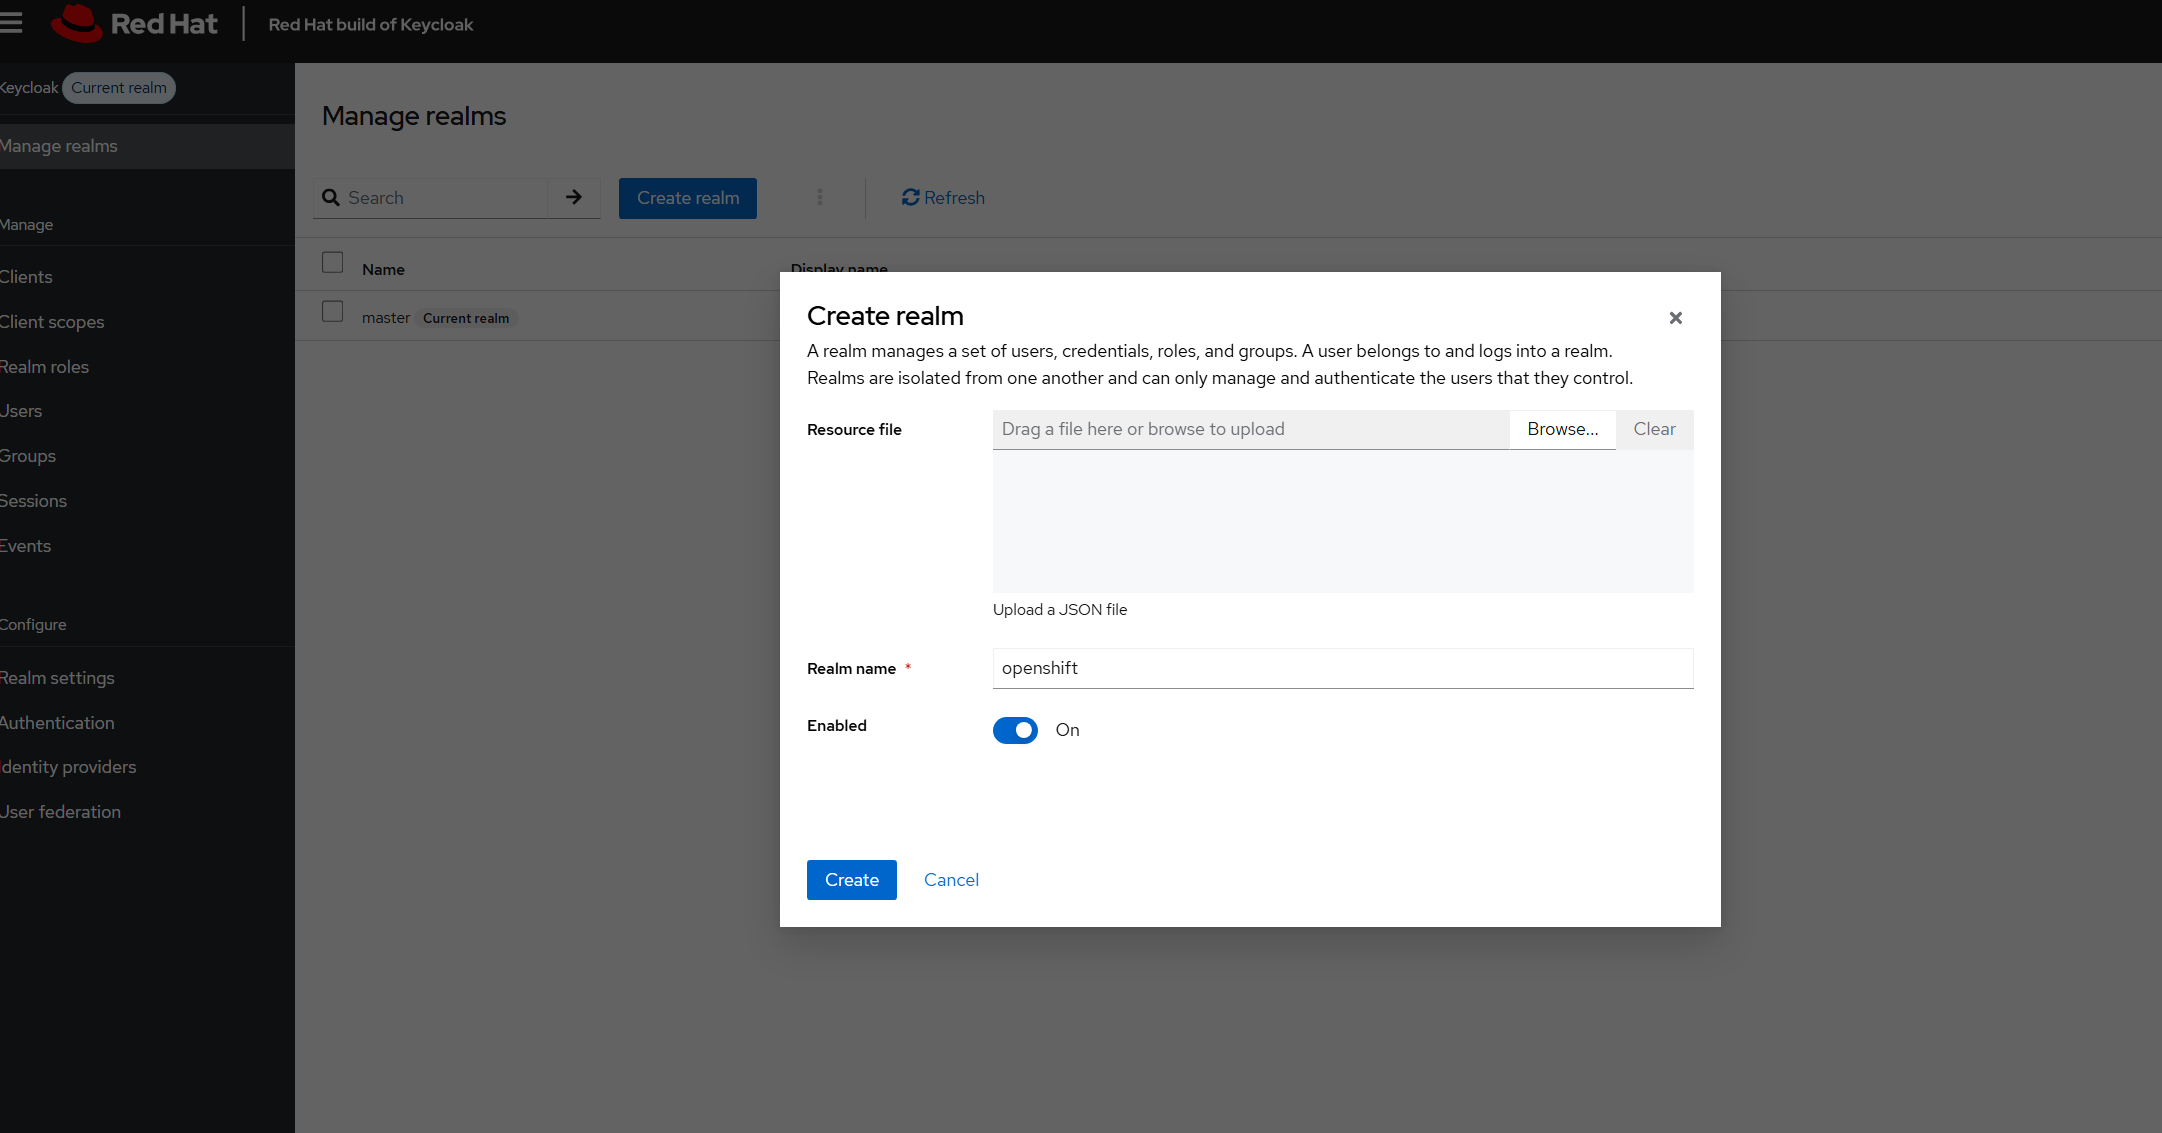 Red Hat
Red Hat build of Keycloak
Keycloak Current realm
Manage realms
Manage
Clients
Client scopes
Realm roles
Users
Groups
Sessions
Events
Configure
Realm settings
Authentication
Identity providers
User federation
Manage realms
Search
Create realm
Refresh
Name
Display name
master Current realm
Create realm
A realm manages a set of users, credentials, roles, and groups. A user belongs to and logs into a realm.
Realms are isolated from one another and can only manage and authenticate the users that they control.
Resource file
Drag a file here or browse to upload
Browse...
Clear
Upload a JSON file
Realm name *
openshift
Enabled
On
Create
Cancel